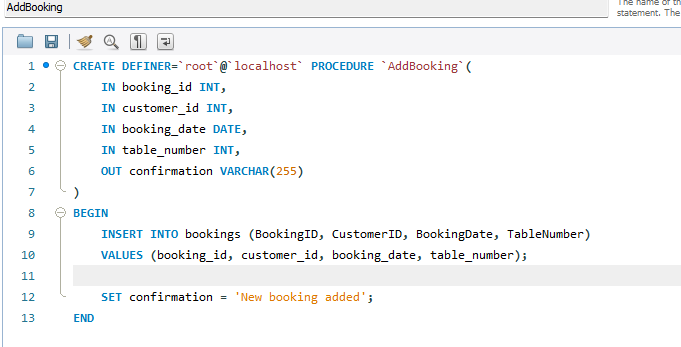 AddBooking
The name of th
statement. The
1 CREATE DEFINER=`root`@`localhost` PROCEDURE `AddBooking`(
2 IN booking_id INT,
3 IN customer_id INT,
4 IN booking_date DATE,
5 IN table_number INT,
6 OUT confirmation VARCHAR(255)
7 )
8 BEGIN
9 INSERT INTO bookings (BookingID, CustomerID, BookingDate, TableNumber)
10 VALUES (booking_id, customer_id, booking_date, table_number);
11
12 SET confirmation = 'New booking added';
13 END